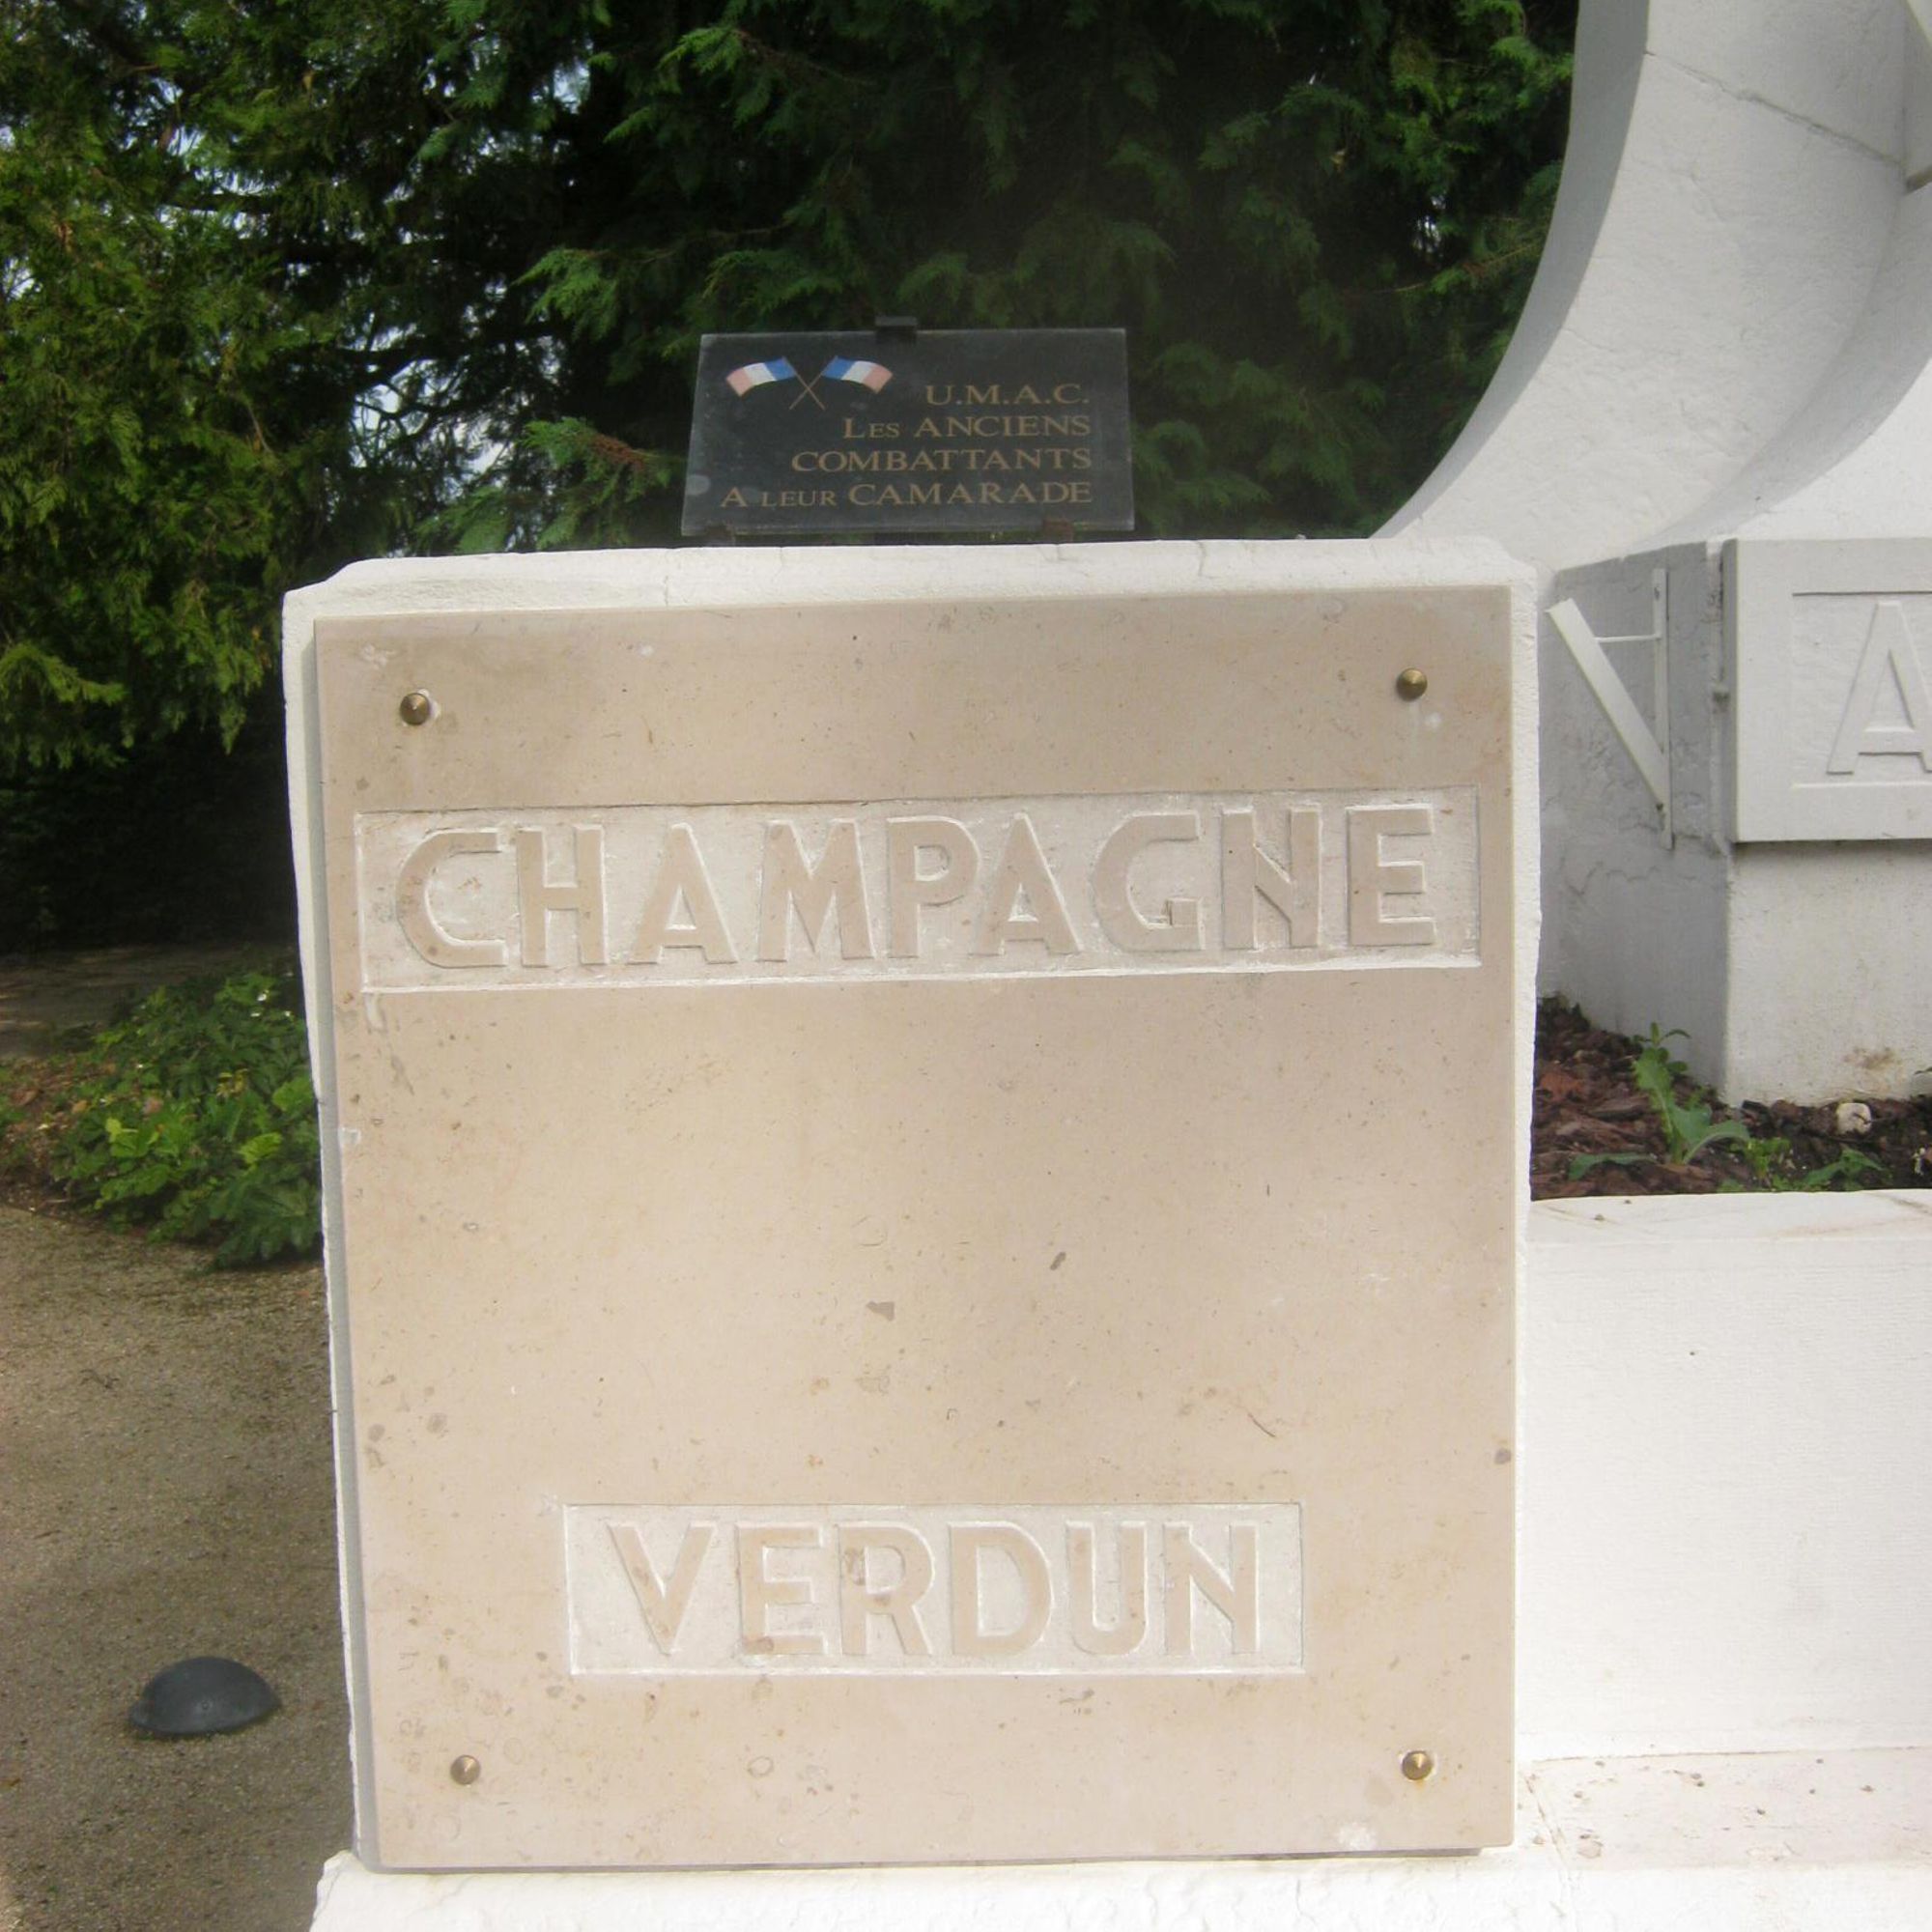 U.M.A.C.
Les ANCIENS
COMBATTANTS
A LEUR CAMARADE
CHAMPAGNE
VERDUN
A